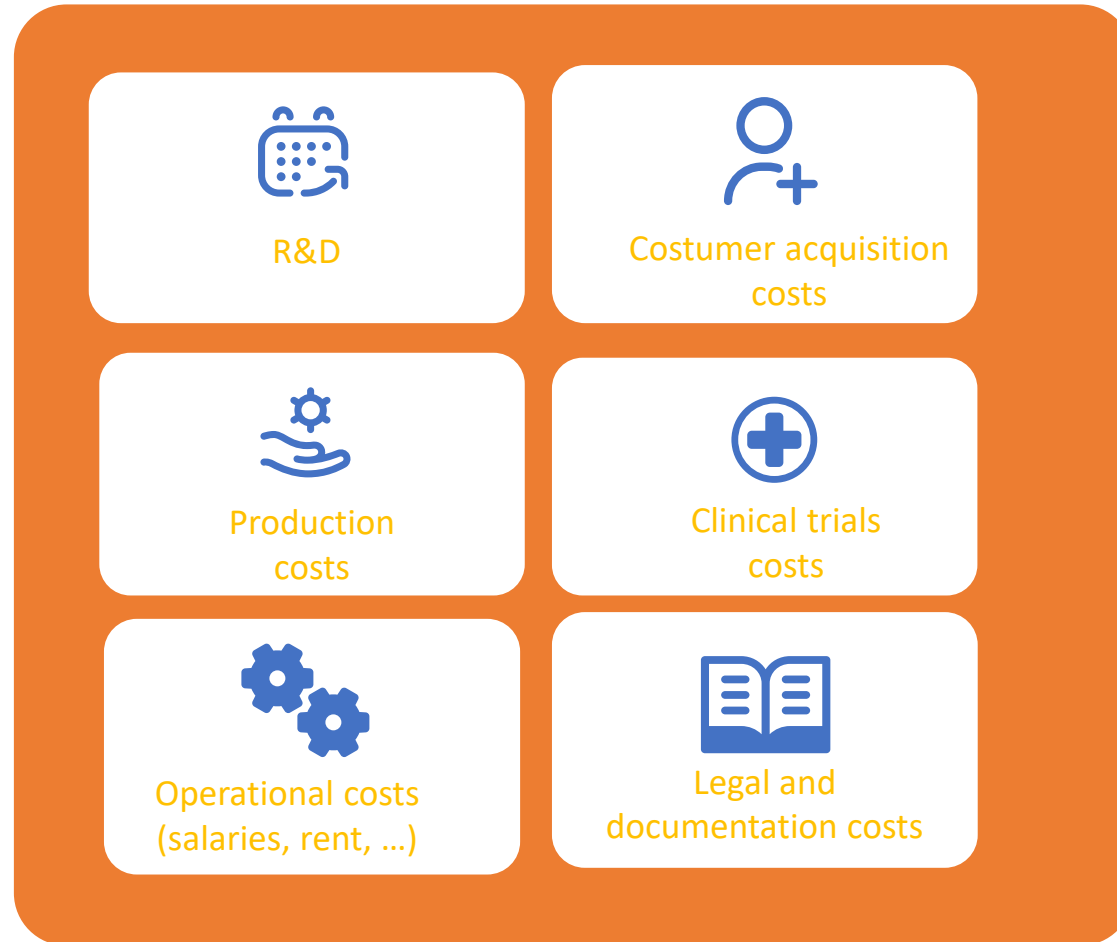 R&D
Costumer acquisition
costs
Production
costs
Clinical trials
costs
Operational costs
(salaries, rent, …)
Legal and
documentation costs